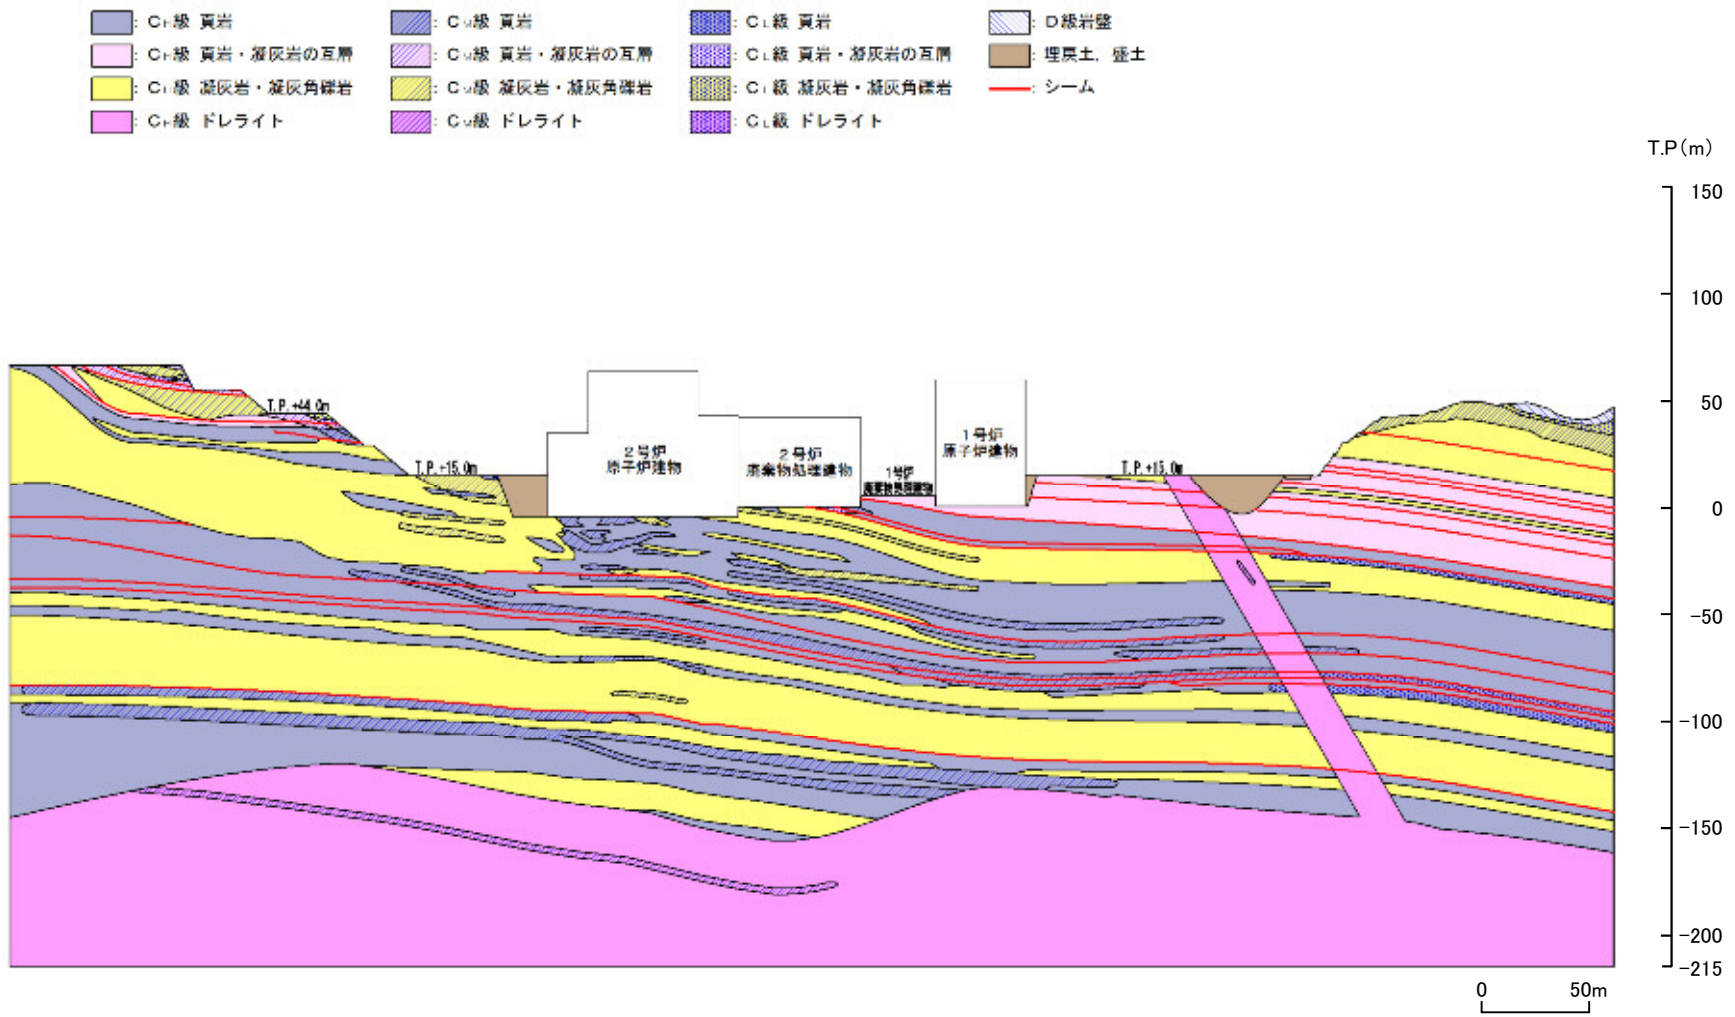 : CH級 頁岩
: CM級 頁岩
: CL級 頁岩
: D級岩盤
: CH級 頁岩・凝灰岩の互層
: CM級 頁岩・凝灰岩の互層
: CL級 頁岩・凝灰岩の互層
: 埋戻土, 盛土
: CH級 凝灰岩・凝灰角礫岩
: CM級 凝灰岩・凝灰角礫岩
: CL級 凝灰岩・凝灰角礫岩
: シーム
: CH級 ドレライト
: CM級 ドレライト
: CL級 ドレライト
T.P(m)
150
100
50
0
-50
-100
-150
-200
-215
T.P.+44.0m
T.P.+15.0m
2号炉
原子炉建物
2号炉
廃棄物処理建物
1号炉
廃棄物処理建物
1号炉
原子炉建物
T.P.+15.0m
0
50m